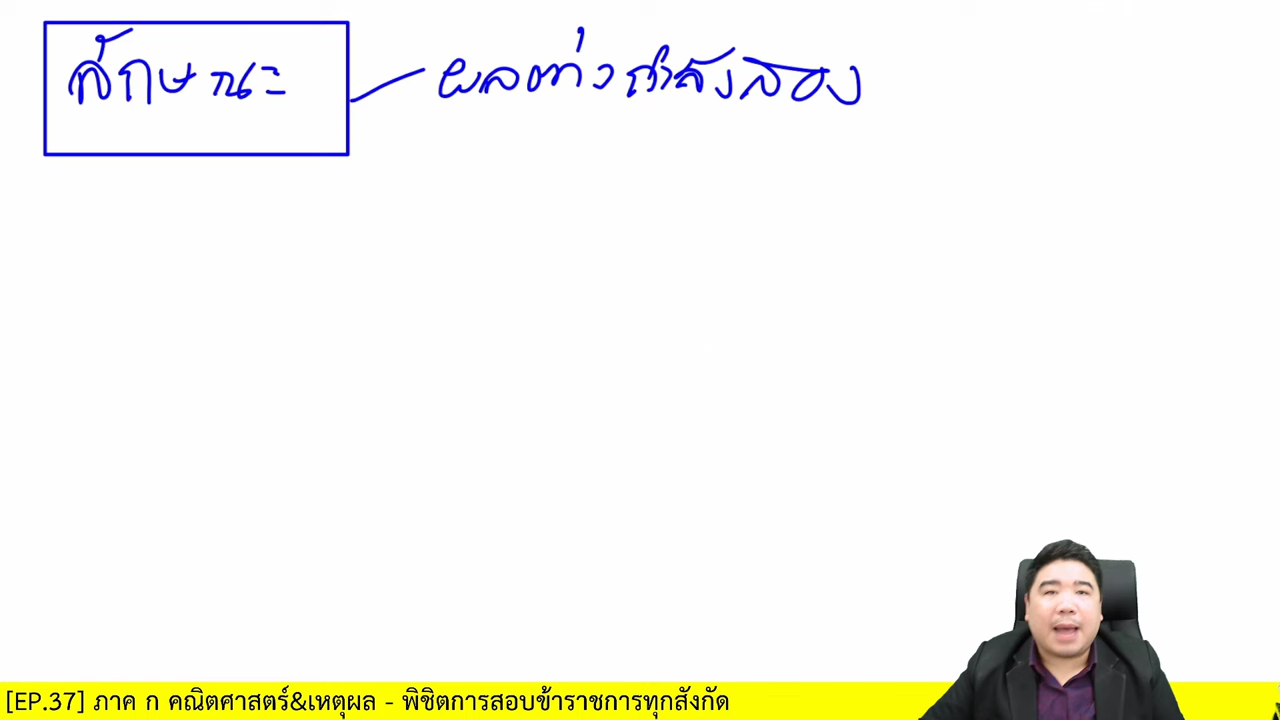 ลักษณะ ผลต่างกำลังสอง
[EP.37] ภาค ก คณิตศาสตร์&เหตุผล - พิชิตการสอบข้าราชการทุกสังกัด